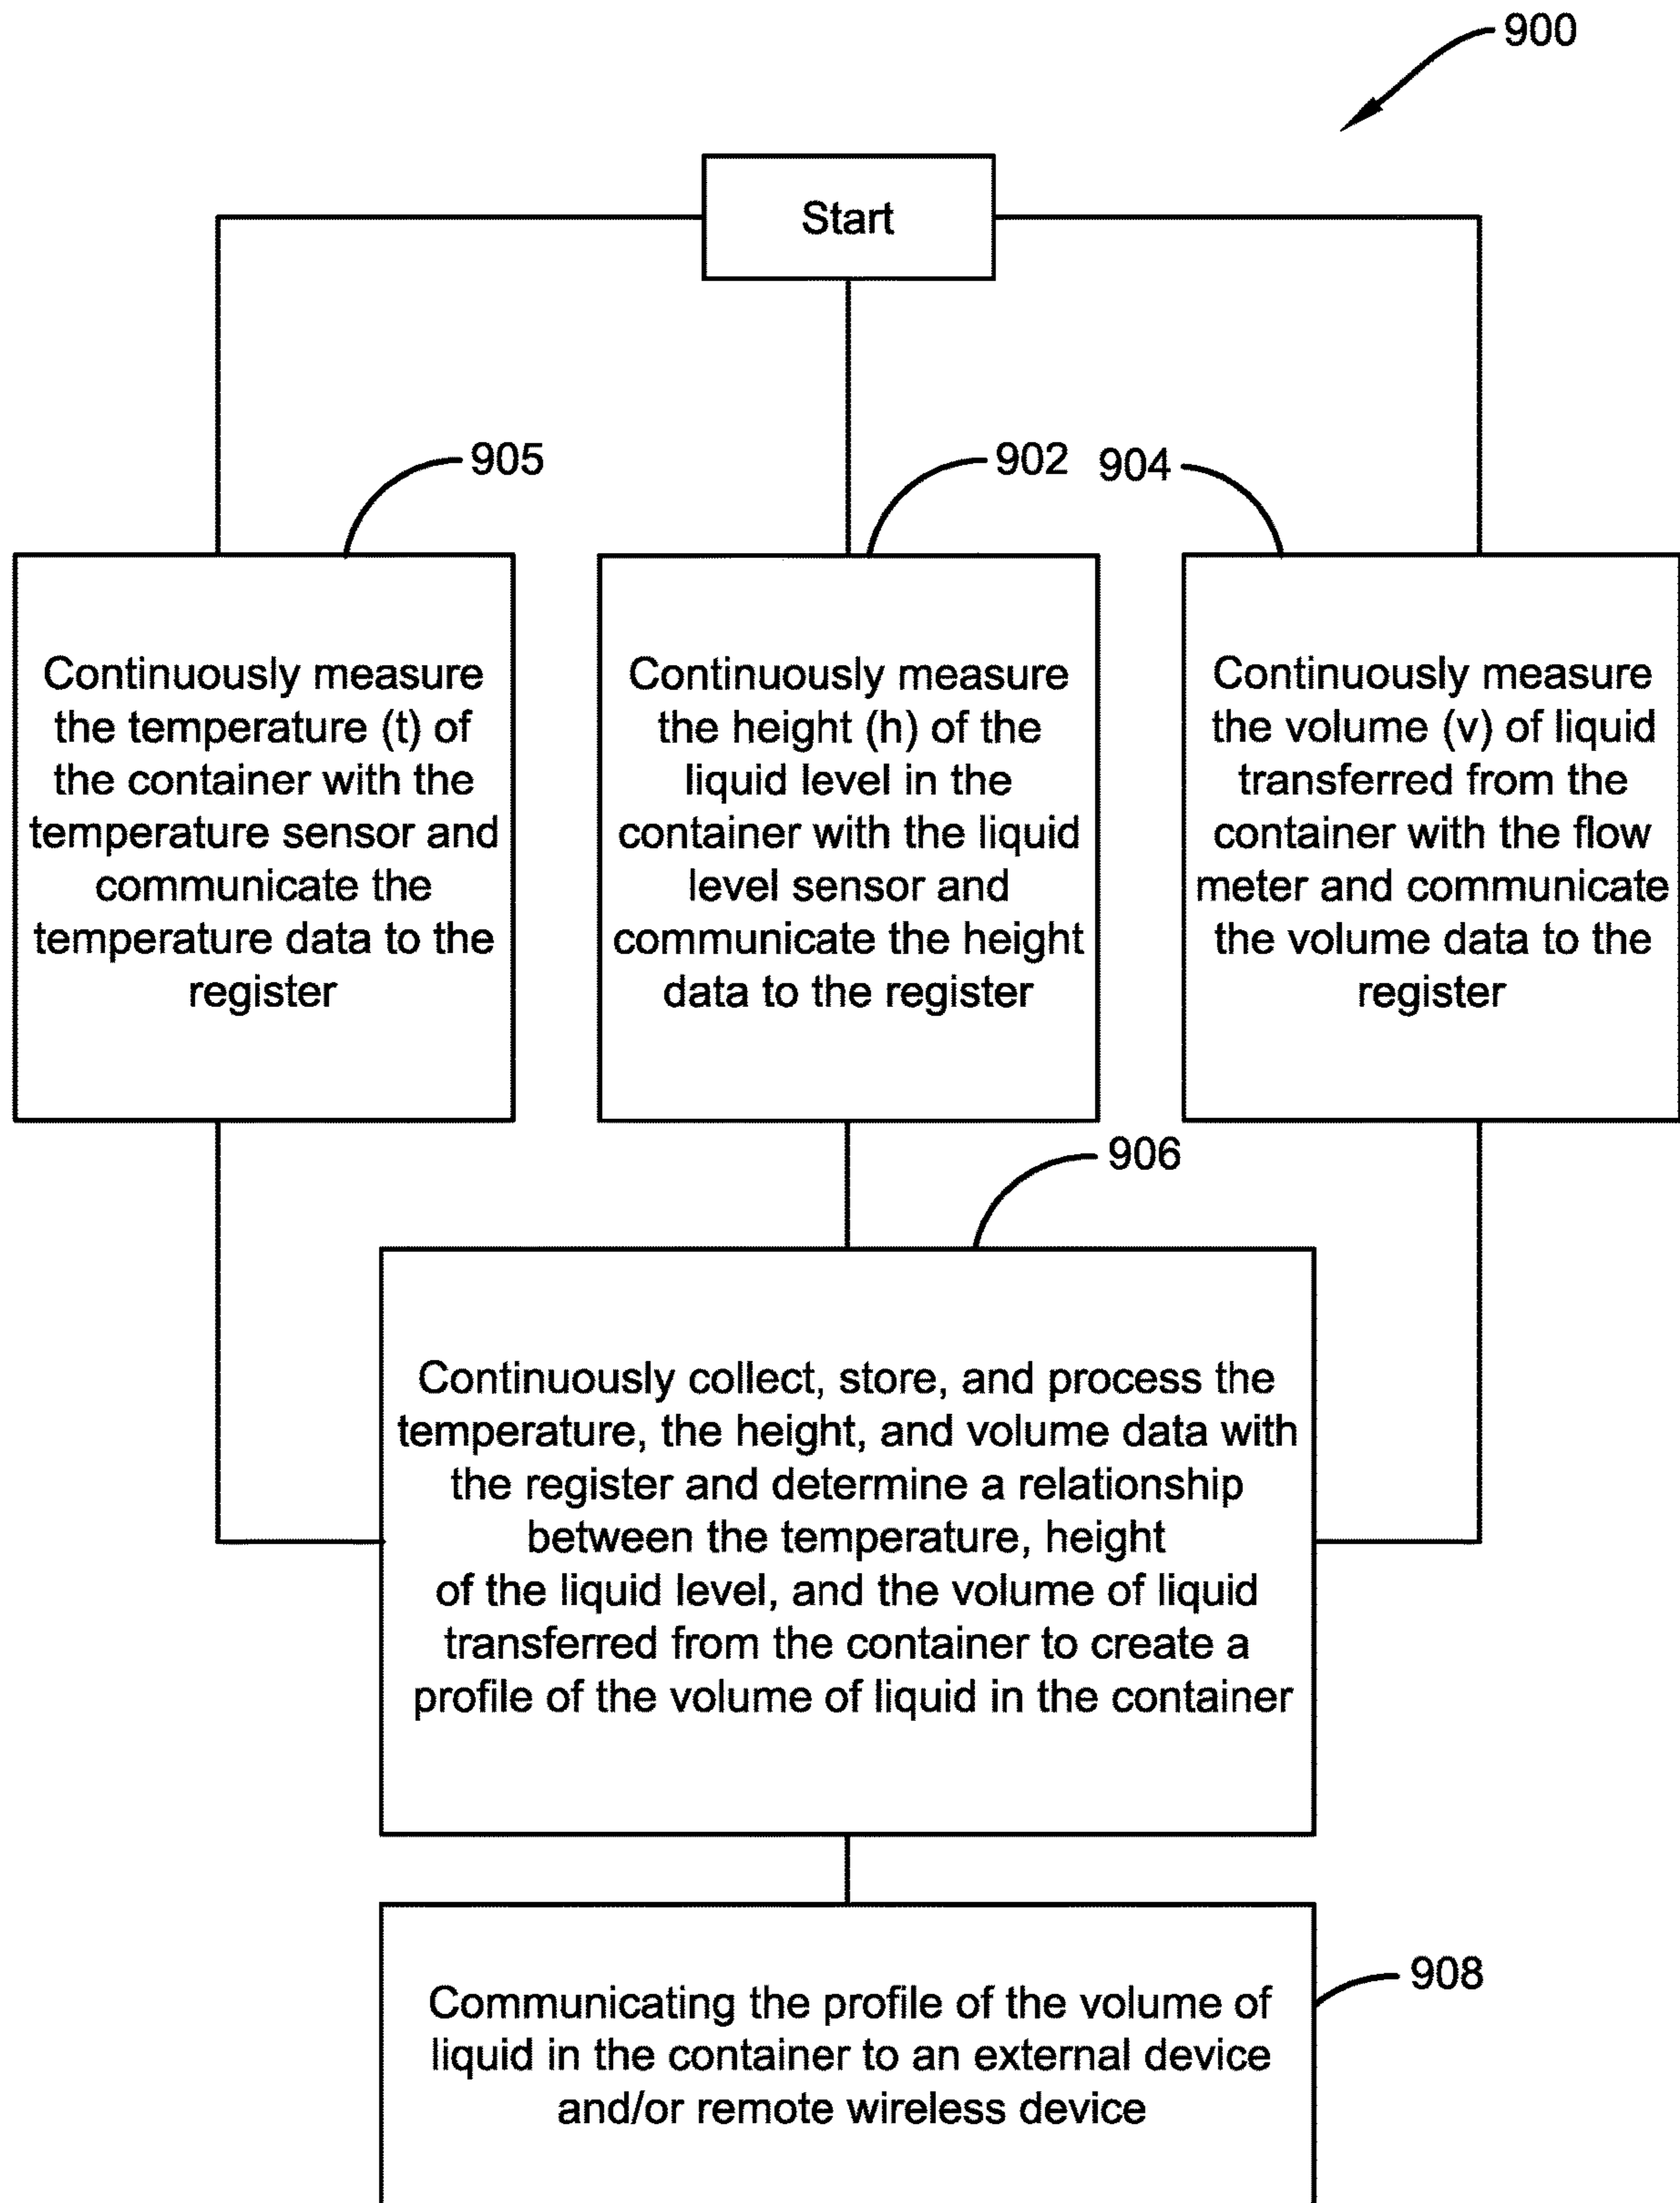 900
Start
905
902
904
Continuously measure
the temperature (t) of
the container with the
temperature sensor and
communicate the
temperature data to the
register
Continuously measure
the height (h) of the
liquid level in the
container with the liquid
level sensor and
communicate the height
data to the register
Continuously measure
the volume (v) of liquid
transferred from the
container with the flow
meter and communicate
the volume data to the
register
906
Continuously collect, store, and process the
temperature, the height, and volume data with
the register and determine a relationship
between the temperature, height
of the liquid level, and the volume of liquid
transferred from the container to create a
profile of the volume of liquid in the container
908
Communicating the profile of the volume of
liquid in the container to an external device
and/or remote wireless device